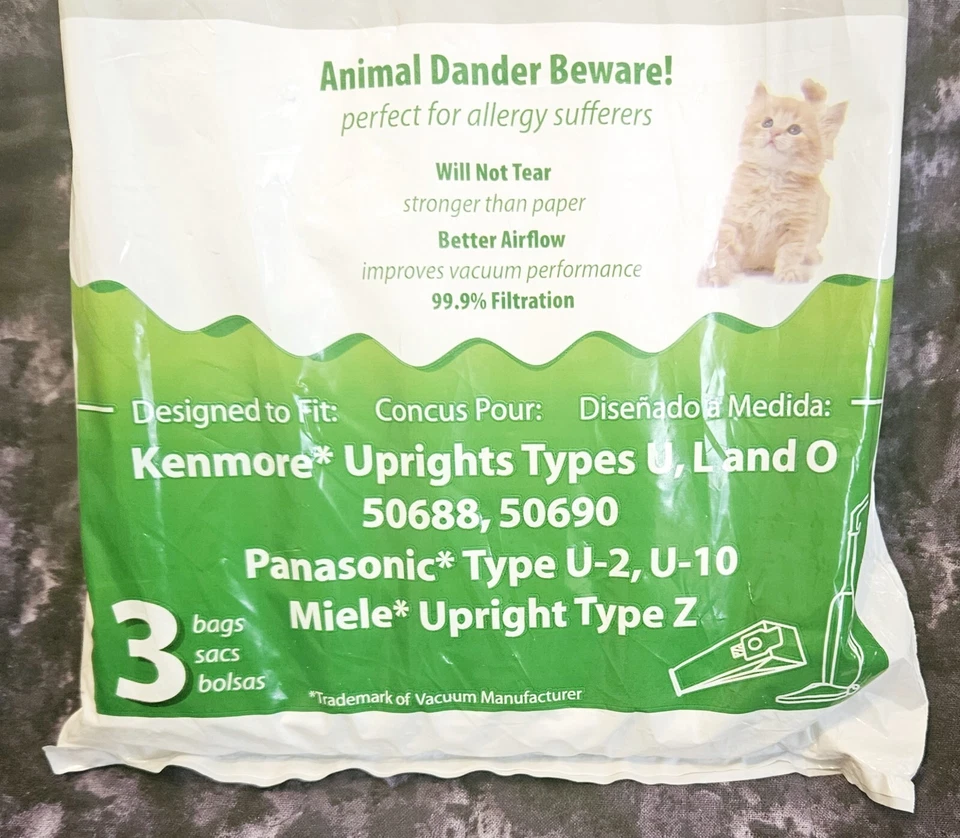 Animal Dander Beware!
perfect for allergy sufferers
Will Not Tear
stronger than paper
Better Airflow
improves vacuum performance
99.9% Filtration
Designed to Fit: Concus Pour: Diseñado a Medida:
Kenmore* Uprights Types U, L and O
50688, 50690
Panasonic* Type U-2, U-10
Miele* Upright Type Z
3 bags
sacs
bolsas
*Trademark of Vacuum Manufacturer